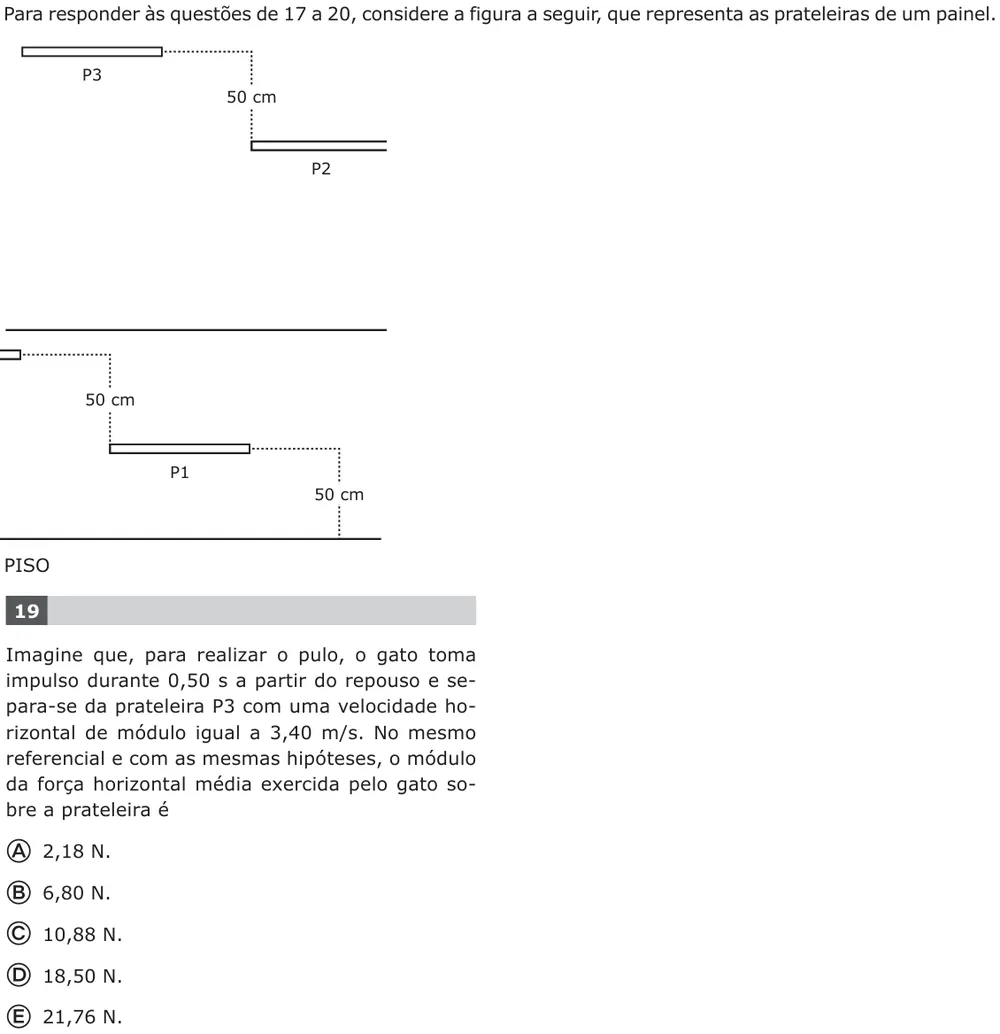 Para responder às questões de 17 a 20, considere a figura a seguir, que representa as prateleiras de um painel.
P3
50 cm
P2
50 cm
P1
50 cm
PISO
19
Imagine que, para realizar o pulo, o gato toma
impulso durante 0,50 s a partir do repouso e se-
para-se da prateleira P3 com uma velocidade ho-
rizontal de módulo igual a 3,40 m/s. No mesmo
referencial e com as mesmas hipóteses, o módulo
da força horizontal média exercida pelo gato so-
bre a prateleira é
A 2,18 N.
B 6,80 N.
C 10,88 N.
D 18,50 N.
E 21,76 N.